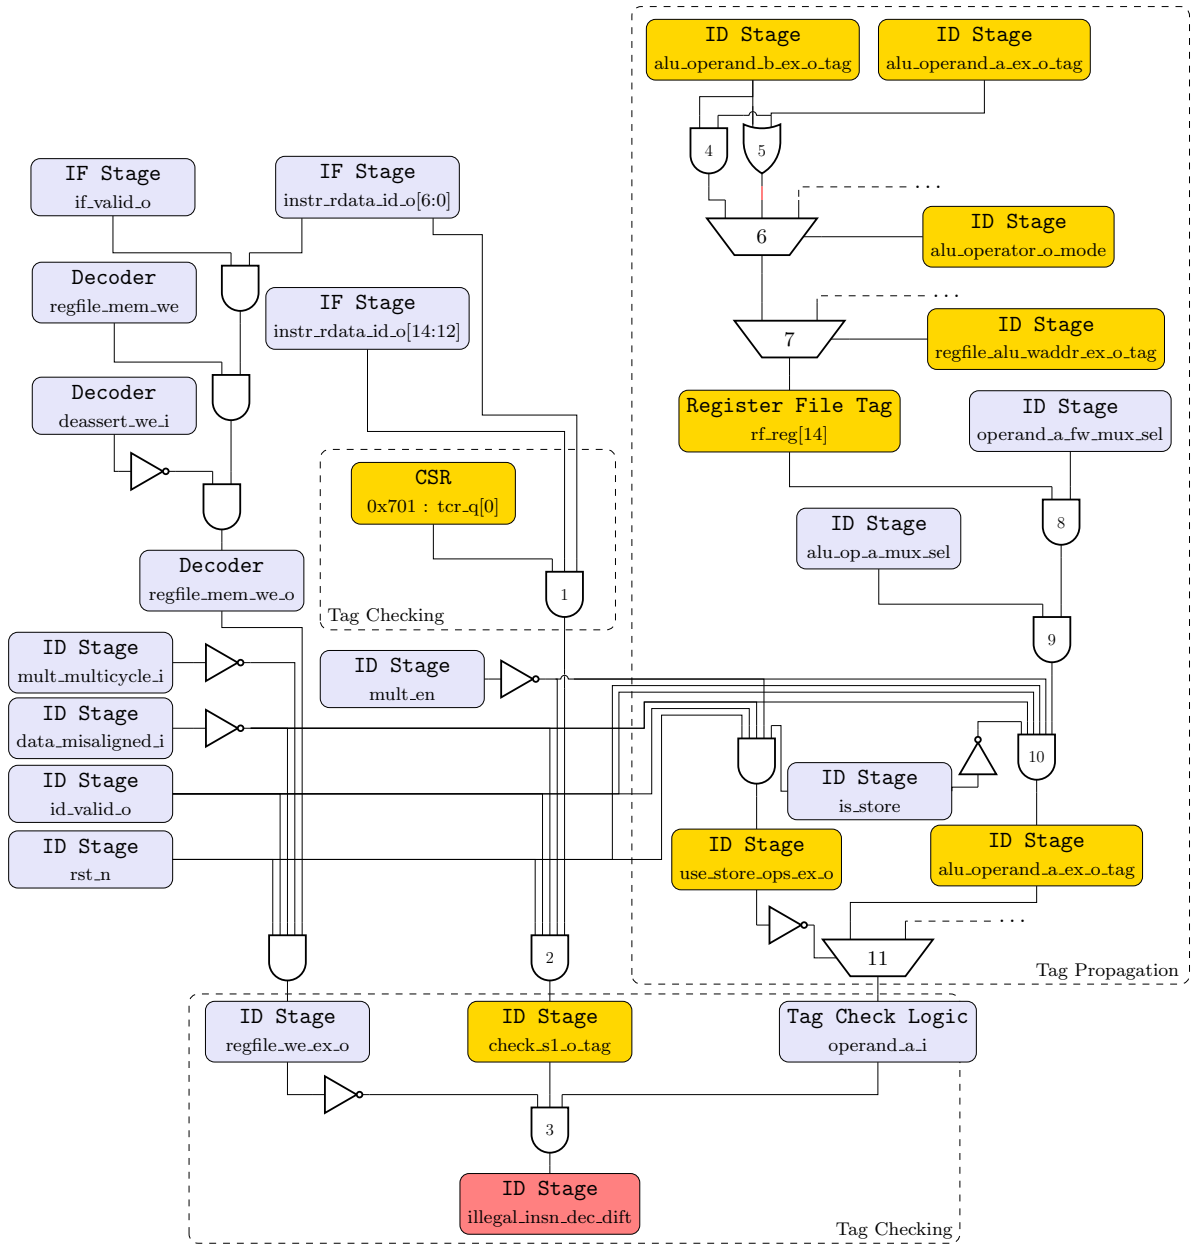 ID Stage
alu_operand_b_ex_o_tag
ID Stage
alu_operand_a_ex_o_tag
4
5
IF Stage
if_valid_o
IF Stage
instr_rdata_id_o[6:0]
. . .
6
ID Stage
alu_operator_o_mode
Decoder
regfile_mem_we
IF Stage
instr_rdata_id_o[14:12]
. . .
7
ID Stage
regfile_alu_waddr_ex_o_tag
Decoder
deassert_we_i
Register File Tag
rf_reg[14]
ID Stage
operand_a_fw_mux_sel
CSR
0x701 : tcr_q[0]
8
ID Stage
alu_op_a_mux_sel
Decoder
regfile_mem_we_o
1
Tag Checking
9
ID Stage
mult_multicycle_i
ID Stage
mult_en
ID Stage
data_misaligned_i
10
ID Stage
id_valid_o
ID Stage
is_store
ID Stage
rst_n
ID Stage
use_store_ops_ex_o
ID Stage
alu_operand_a_ex_o_tag
. . .
2
11
Tag Propagation
ID Stage
regfile_we_ex_o
ID Stage
check_s1_o_tag
Tag Check Logic
operand_a_i
3
ID Stage
illegal_insn_dec_dift
Tag Checking